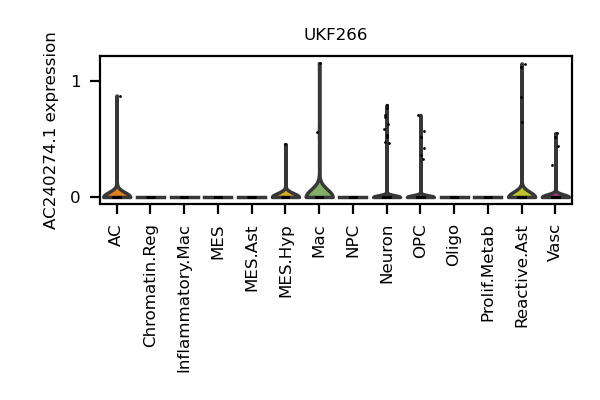 UKF266
AC240274.1 expression
1
0
AC
Chromatin.Reg
Inflammatory.Mac
MES
MES.Ast
MES.Hyp
Mac
NPC
Neuron
OPC
Oligo
Prolif.Metab
Reactive.Ast
Vasc